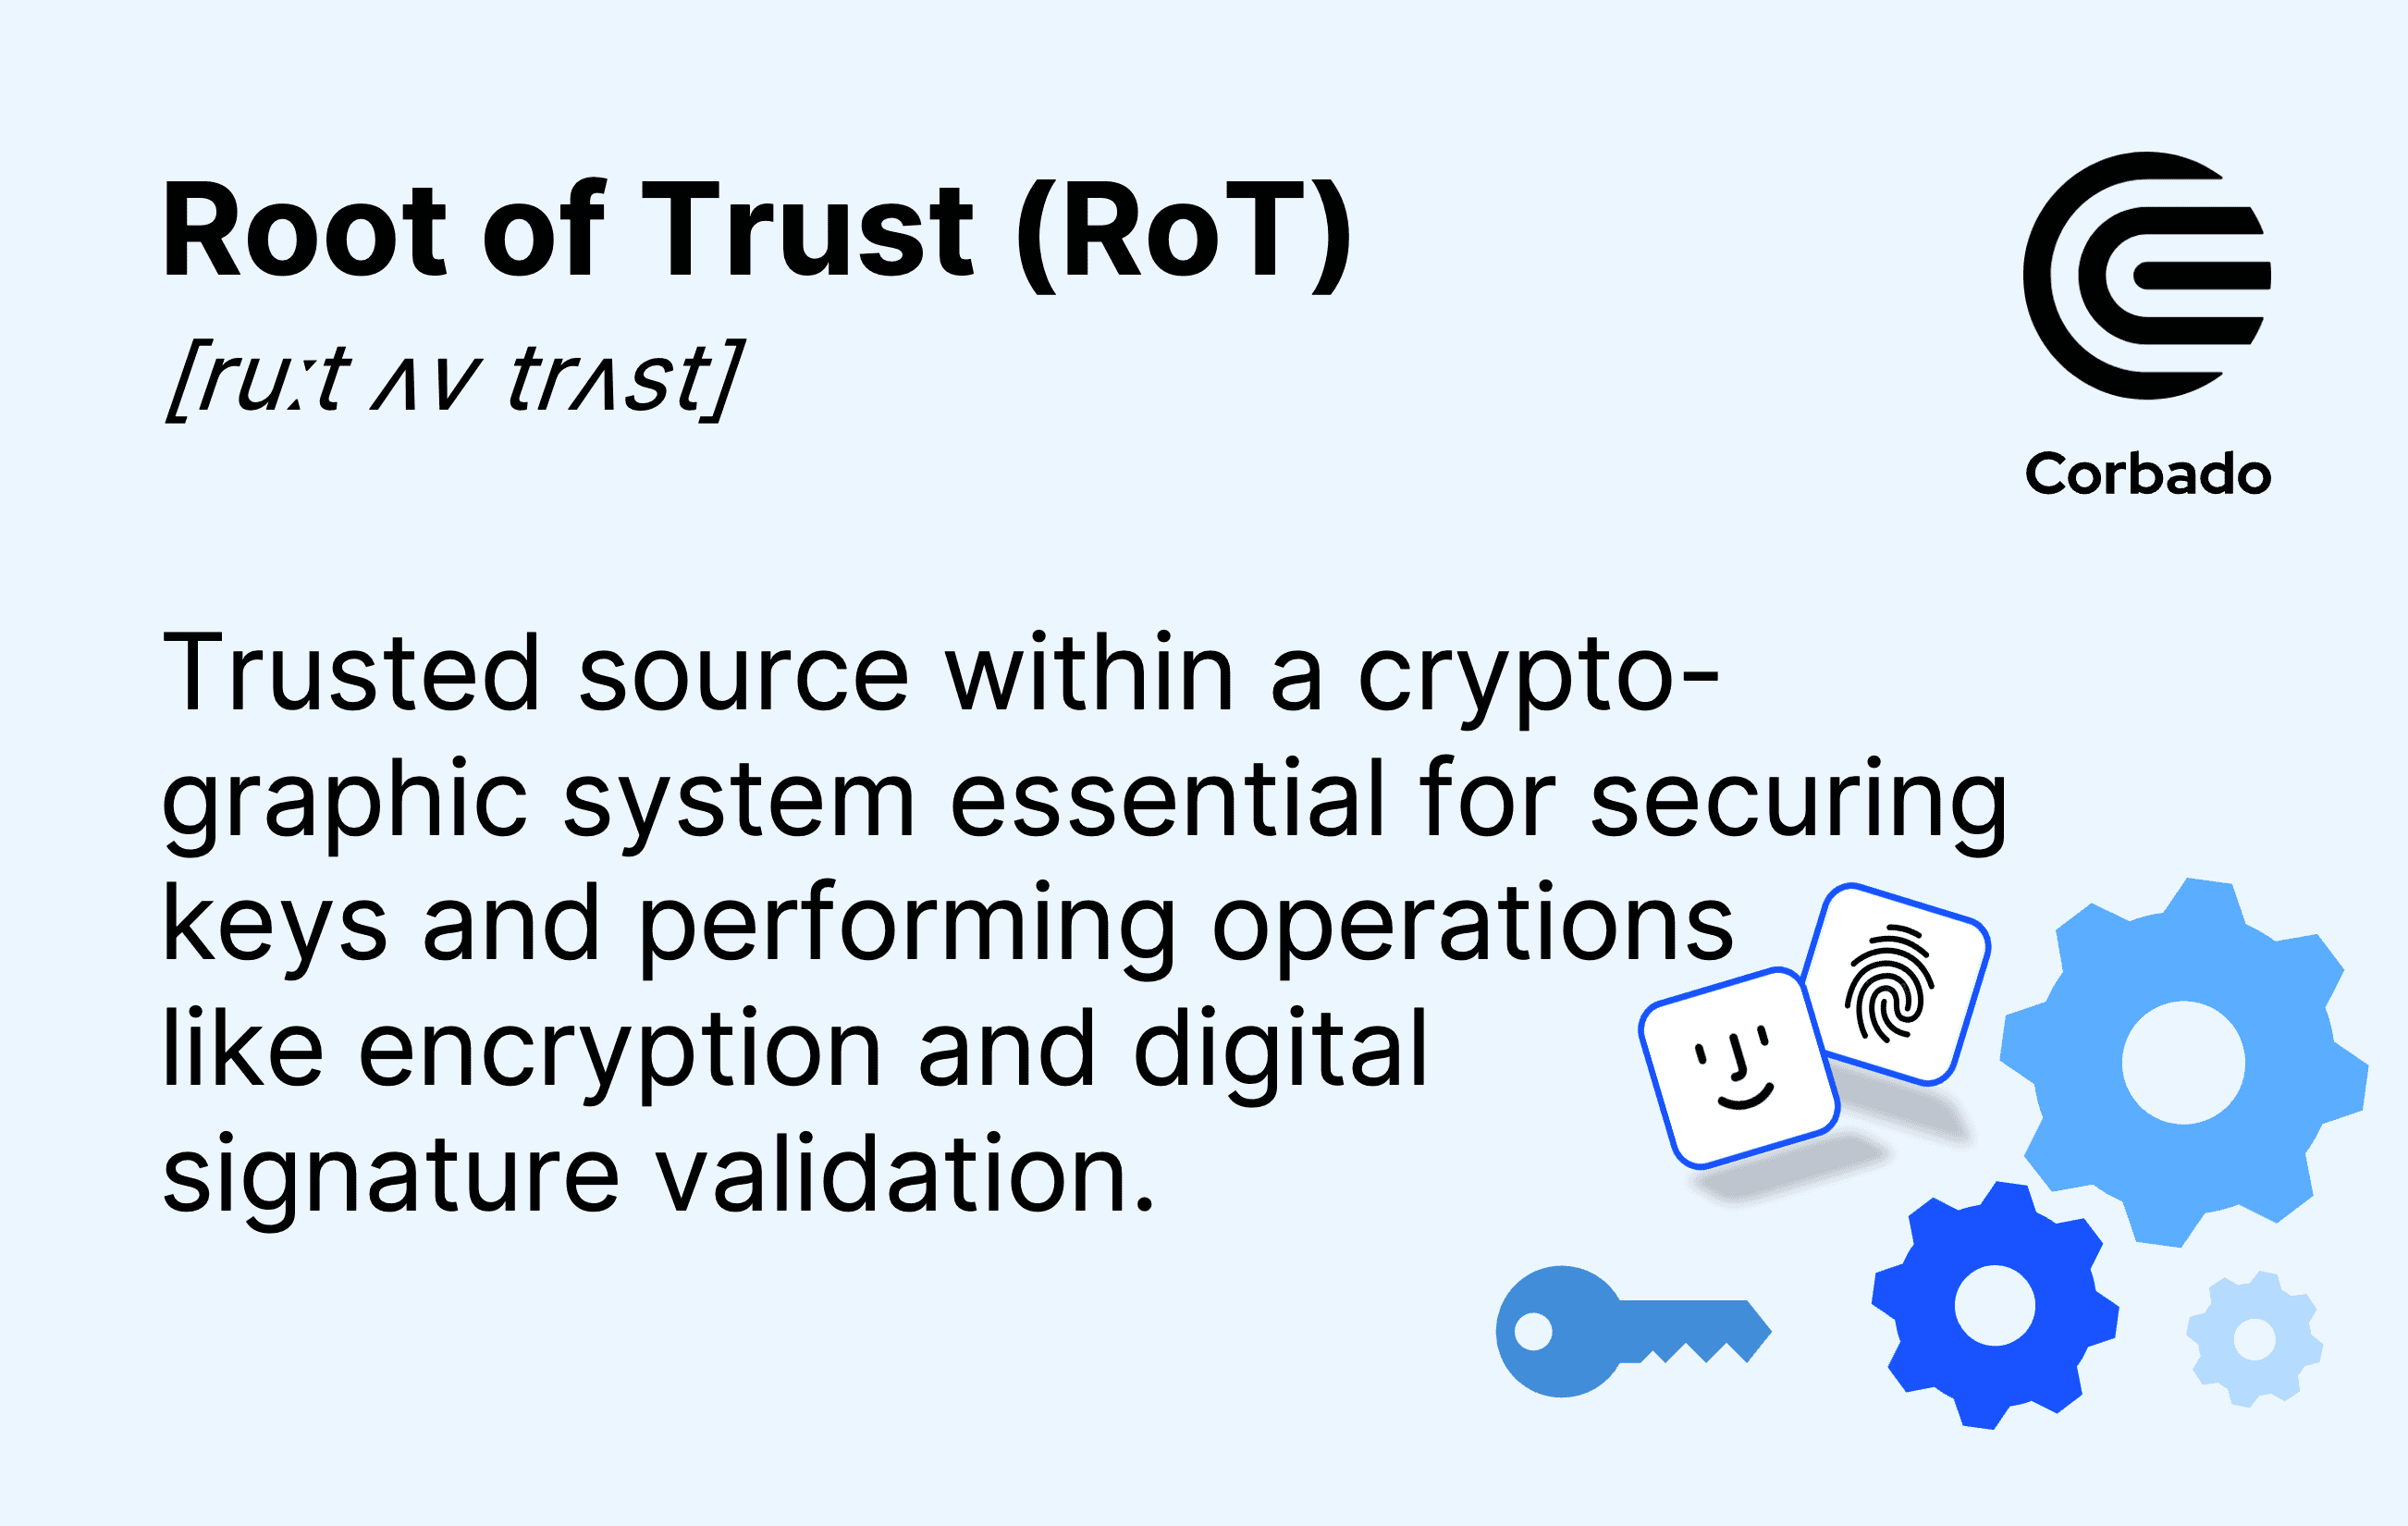 Root of Trust (RoT)
[ruːt ʌv trʌst]
Corbado
Trusted source within a crypto-
graphic system essential for securing
keys and performing operations
like encryption and digital
signature validation.